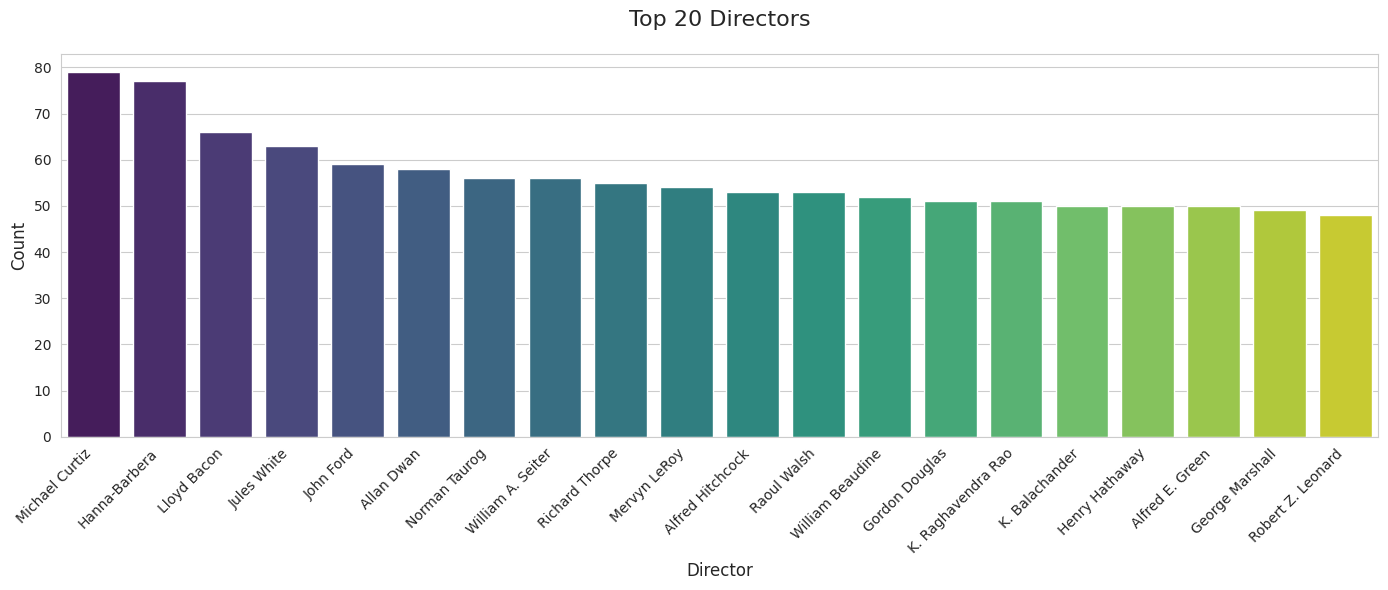 Top 20 Directors
Count
80
70
60
50
40
30
20
10
0
Michael Curtiz
Hanna-Barbera
Lloyd Bacon
Jules White
John Ford
Allan Dwan
Norman Taurog
William A. Seiter
Richard Thorpe
Mervyn LeRoy
Alfred Hitchcock
Raoul Walsh
William Beaudine
Gordon Douglas
K. Raghavendra Rao
K. Balachander
Henry Hathaway
Alfred E. Green
George Marshall
Robert Z. Leonard
Director